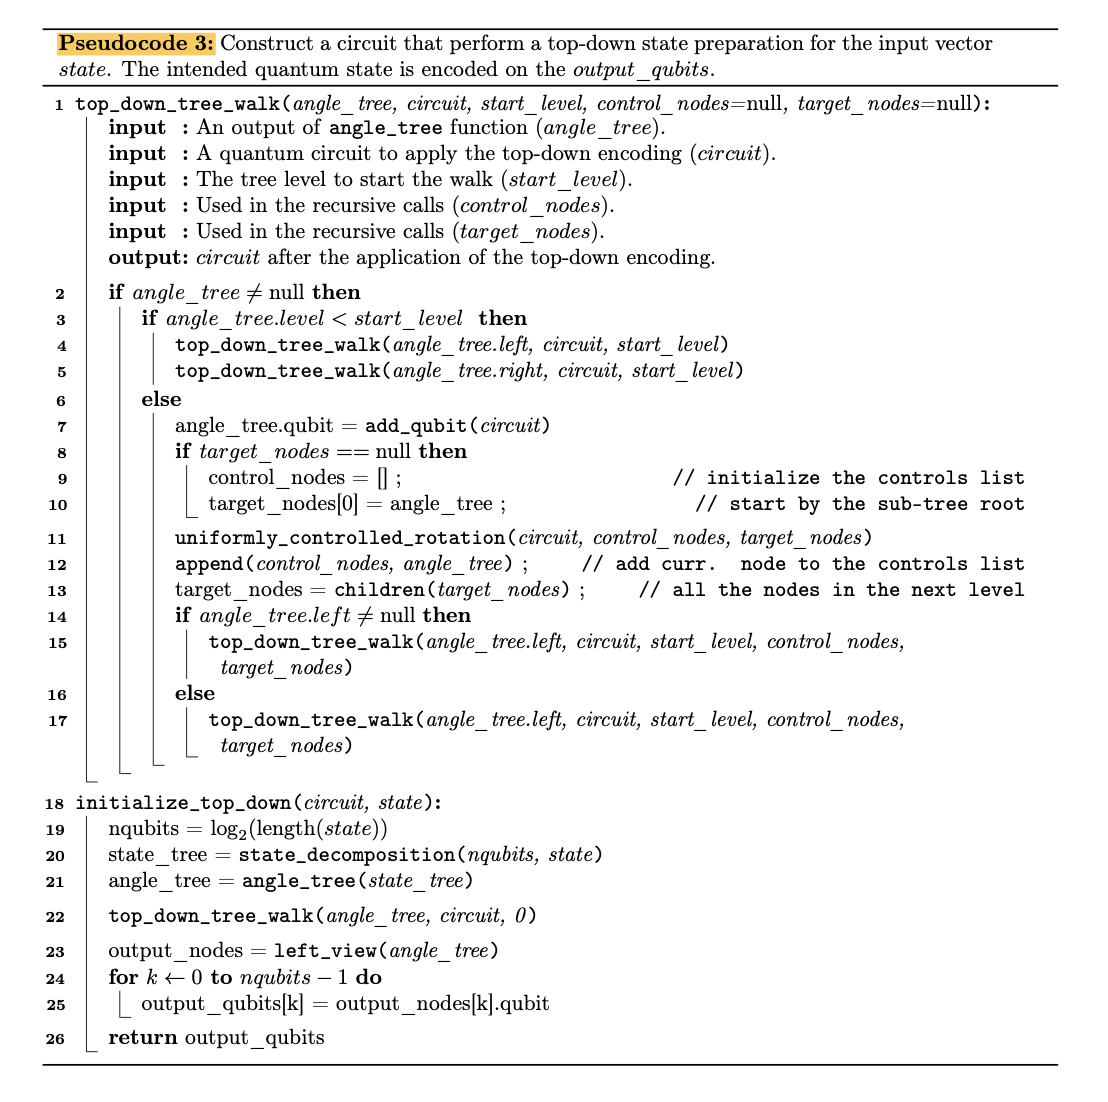 Pseudocode 3: Construct a circuit that perform a top-down state preparation for the input vector
state. The intended quantum state is encoded on the output_qubits.
1 top_down_tree_walk(angle_tree, circuit, start_level, control_nodes=null, target_nodes=null):
input : An output of angle_tree function (angle_tree).
input : A quantum circuit to apply the top-down encoding (circuit).
input : The tree level to start the walk (start_level).
input : Used in the recursive calls (control_nodes).
input : Used in the recursive calls (target_nodes).
output: circuit after the application of the top-down encoding.
2 if angle_tree ≠ null then
3 if angle_tree.level < start_level then
4 top_down_tree_walk(angle_tree.left, circuit, start_level)
5 top_down_tree_walk(angle_tree.right, circuit, start_level)
6 else
7 angle_tree.qubit = add_qubit(circuit)
8 if target_nodes == null then
9 control_nodes = [] ; // initialize the controls list
10 target_nodes[0] = angle_tree ; // start by the sub-tree root
11 uniformly_controlled_rotation(circuit, control_nodes, target_nodes)
12 append(control_nodes, angle_tree) ; // add curr. node to the controls list
13 target_nodes = children(target_nodes) ; // all the nodes in the next level
14 if angle_tree.left ≠ null then
15 top_down_tree_walk(angle_tree.left, circuit, start_level, control_nodes,
target_nodes)
16 else
17 top_down_tree_walk(angle_tree.left, circuit, start_level, control_nodes,
target_nodes)
18 initialize_top_down(circuit, state):
19 nqubits = log₂(length(state))
20 state_tree = state_decomposition(nqubits, state)
21 angle_tree = angle_tree(state_tree)
22 top_down_tree_walk(angle_tree, circuit, 0)
23 output_nodes = left_view(angle_tree)
24 for k ← 0 to nqubits − 1 do
25 output_qubits[k] = output_nodes[k].qubit
26 return output_qubits